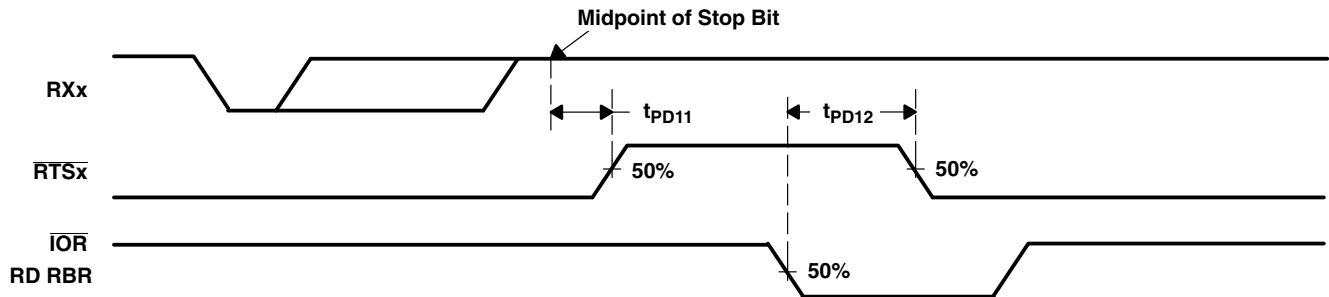 Midpoint of Stop Bit
RXx
tPD11
tPD12
RTSx
50%
50%
IOR
RD RBR
50%